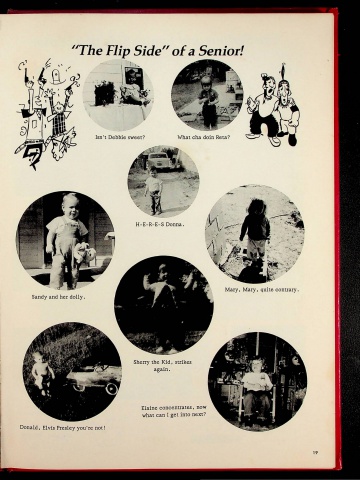 "The Flip Side" of a Senior!
Isn't Debbie sweet?
What cha doin Rena?
H-E-R-E-S Donna.
Sandy and her dolly.
Mary, Mary, quite contrary.
Sherry the Kid, strikes
again.
Elaine concentrates, now
what can I get into next?
Donald, Elvis Presley you're not!
19